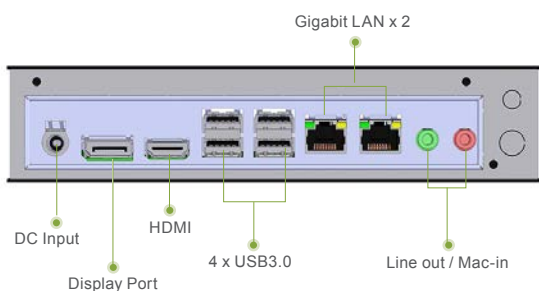 Gigabit LAN x 2
DC Input
HDMI
4 x USB3.0
Line out / Mac-in
Display Port